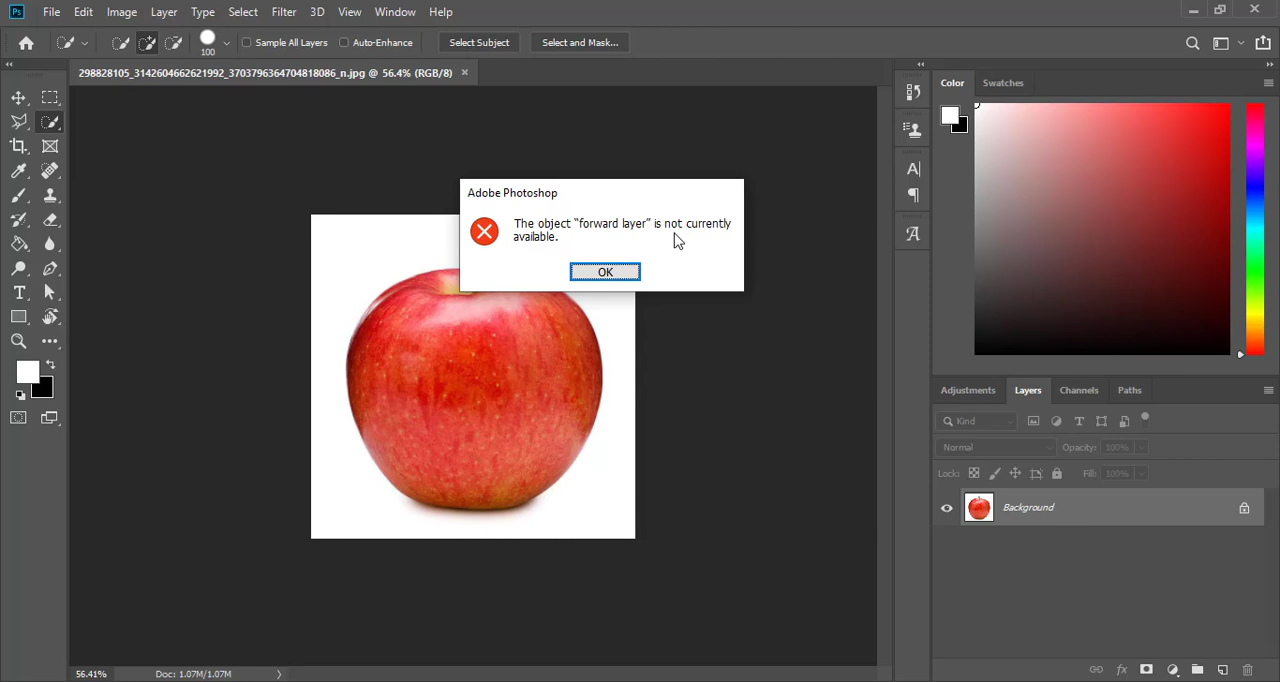 Ps File Edit Image Layer Type Select Filter 3D View Window Help
100 Sample All Layers Auto-Enhance Select Subject Select and Mask...
298828105_3142604662621992_3703796364704818086_n.jpg @ 56.4% (RGB/8)
Color Swatches
Adobe Photoshop
The object “forward layer” is not currently
available.
OK
Adjustments Layers Channels Paths
Kind
Normal Opacity: 100%
Lock: Fill: 100%
Background
56.41% Doc: 1.07M/1.07M